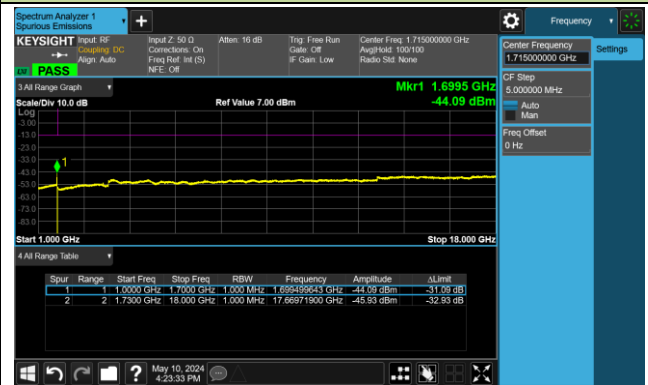 Spectrum Analyzer 1
Spurious Emissions
Frequency
KEYSIGHT
Input: RF
Coupling: DC
Align: Auto
Input Z: 50 Ω
Corrections: On
Freq Ref: Int (S)
NFE: Off
Atten: 16 dB
Trig: Free Run
Gate: Off
IF Gain: Low
Center Freq: 1.715000000 GHz
Avg|Hold: 100/100
Radio Std: None
PASS
Center Frequency
1.715000000 GHz
Settings
CF Step
5.000000 MHz
Auto
Man
Freq Offset
0 Hz
3 All Range Graph
Mkr1 1.6995 GHz
Scale/Div 10.0 dB
Ref Value 7.00 dBm
-44.09 dBm
Log
-3.00
-13.0
-23.0
-33.0
-43.0
-53.0
-63.0
-73.0
-83.0
1
Start 1.000 GHz
Stop 18.000 GHz
4 All Range Table
Spur Range Start Freq Stop Freq RBW Frequency Amplitude ΔLimit
1 1 1.0000 GHz 1.7000 GHz 1.000 MHz 1.699499643 GHz -44.09 dBm -31.09 dB
2 2 1.7300 GHz 18.000 GHz 1.000 MHz 17.66971900 GHz -45.93 dBm -32.93 dB
?
May 10, 2024
4:23:33 PM